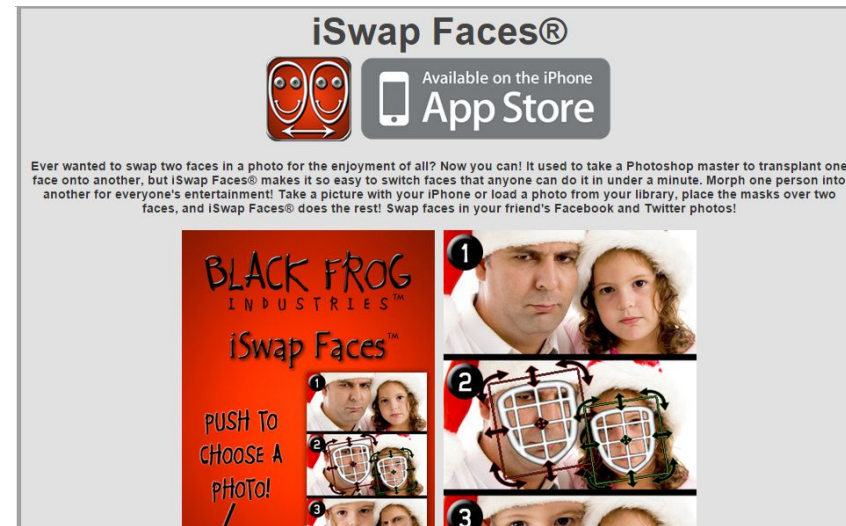 iSwap Faces®
Available on the iPhone
App Store
Ever wanted to swap two faces in a photo for the enjoyment of all? Now you can! It used to take a Photoshop master to transplant one
face onto another, but iSwap Faces® makes it so easy to switch faces that anyone can do it in under a minute. Morph one person into
another for everyone's entertainment! Take a picture with your iPhone or load a photo from your library, place the masks over two
faces, and iSwap Faces® does the rest! Swap faces in your friend's Facebook and Twitter photos!
BLACK FROG
INDUSTRIES™
iSwap Faces™
1
2
3
PUSH TO
CHOOSE A
PHOTO!
1
2
3